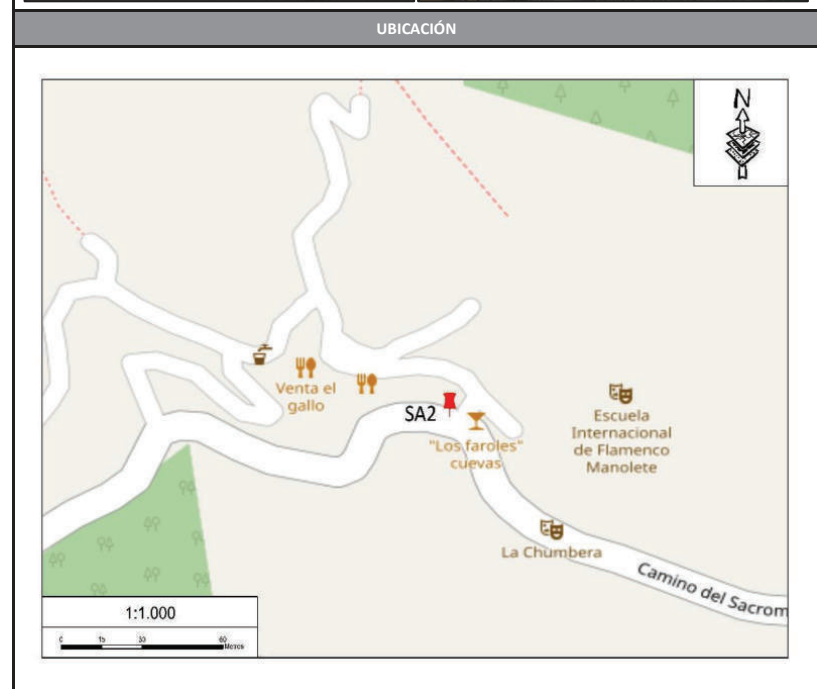 UBICACIÓN
N
Venta el
gallo
SA2
"Los faroles"
cuevas
Escuela
Internacional
de Flamenco
Manolete
La Chumbera
Camino del Sacrom
1:1.000
0 15 30 60
Metros